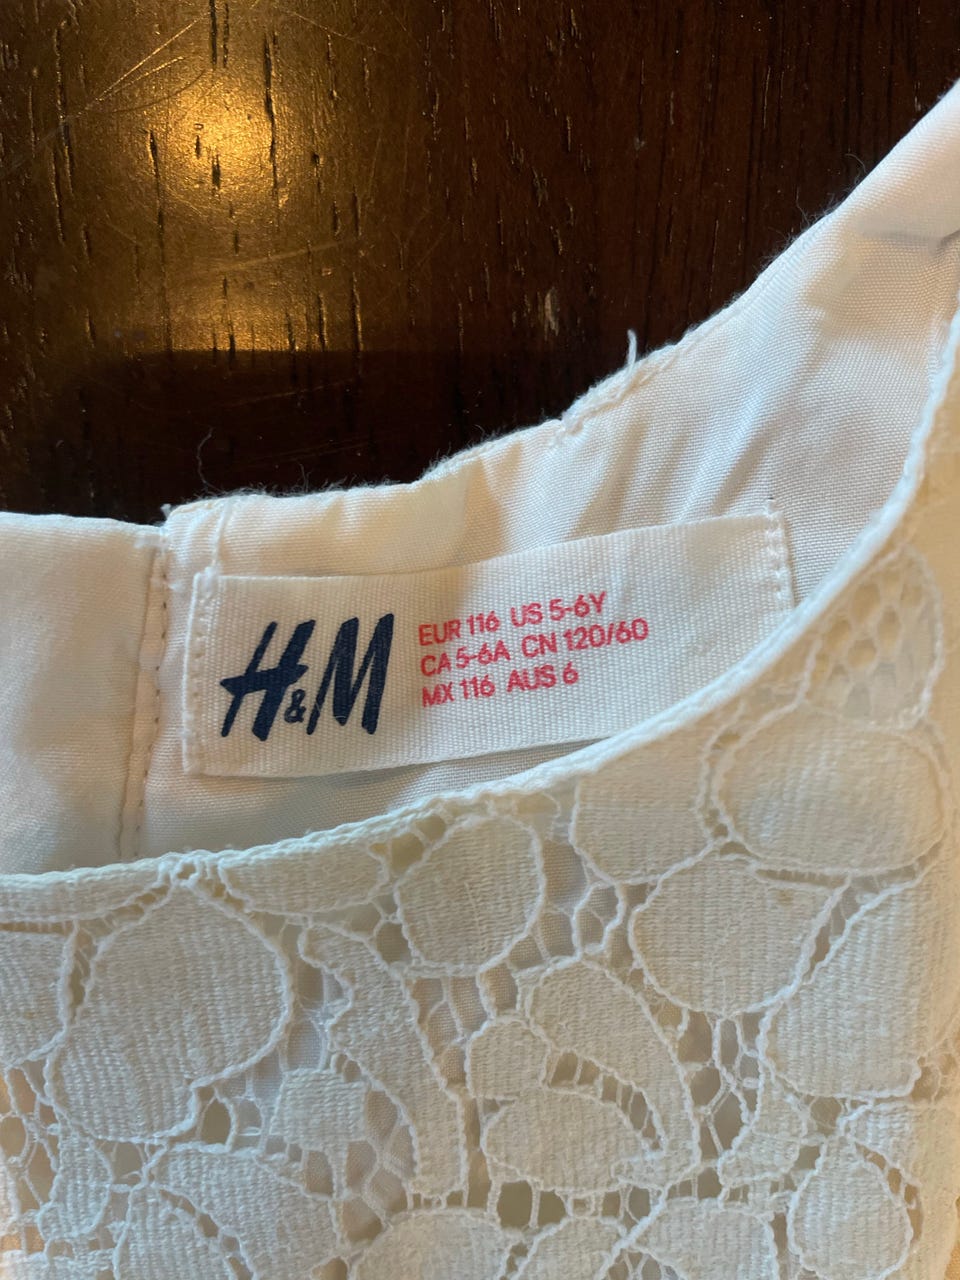 H&M
EUR 116 US 5-6Y
CA 5-6A CN 120/60
MX 116 AUS 6